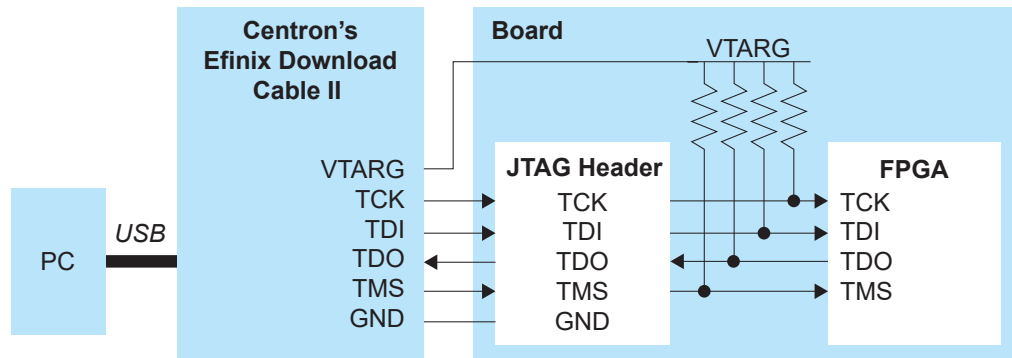 Centron's
Efinix Download
Cable II
Board
VTARG
VTARG
TCK
TDI
TDO
TMS
GND
JTAG Header
TCK
TDI
TDO
TMS
GND
FPGA
TCK
TDI
TDO
TMS
USB
PC